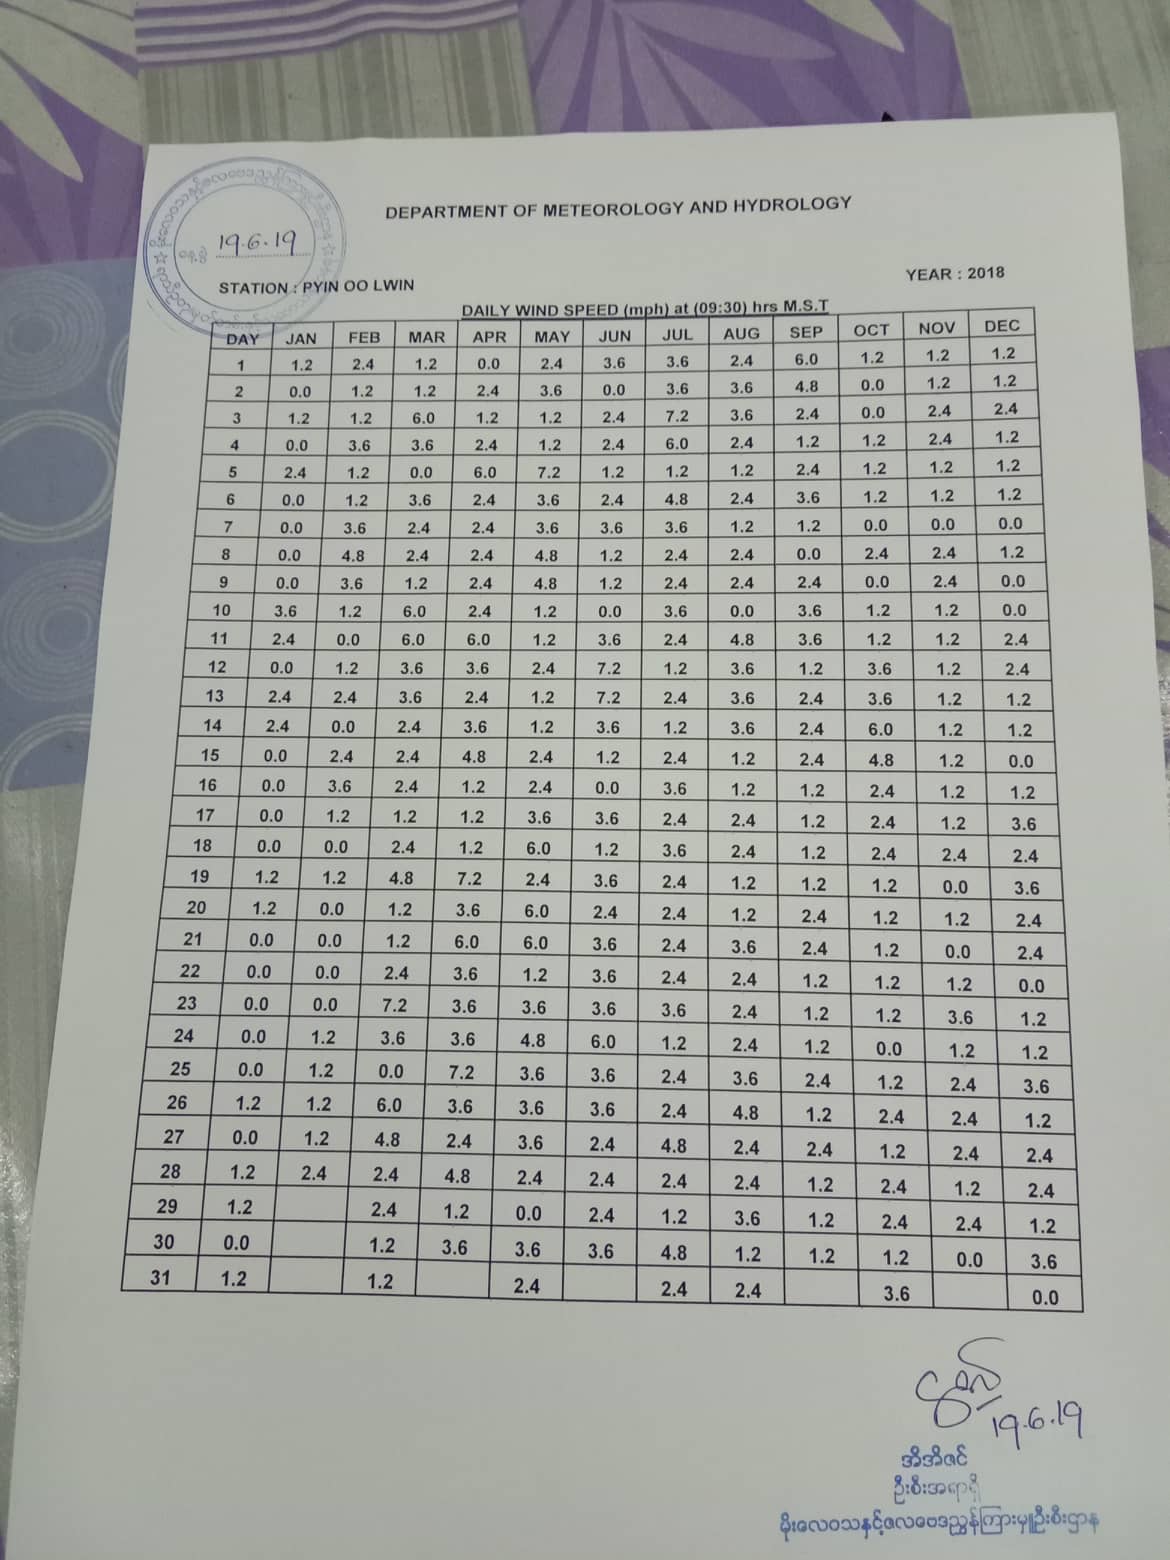 19.6.19
DEPARTMENT OF METEOROLOGY AND HYDROLOGY
STATION : PYIN OO LWIN
YEAR : 2018
DAILY WIND SPEED (mph) at (09:30) hrs M.S.T
DAY JAN FEB MAR APR MAY JUN JUL AUG SEP OCT NOV DEC
1 1.2 2.4 1.2 0.0 2.4 3.6 3.6 2.4 6.0 1.2 1.2 1.2
2 0.0 1.2 1.2 2.4 3.6 0.0 3.6 3.6 4.8 0.0 1.2 1.2
3 1.2 1.2 6.0 1.2 1.2 2.4 7.2 3.6 2.4 0.0 2.4 2.4
4 0.0 3.6 3.6 2.4 1.2 2.4 6.0 2.4 1.2 1.2 2.4 1.2
5 2.4 1.2 0.0 6.0 7.2 1.2 1.2 1.2 2.4 1.2 1.2 1.2
6 0.0 1.2 3.6 2.4 3.6 2.4 4.8 2.4 3.6 1.2 1.2 1.2
7 0.0 3.6 2.4 2.4 3.6 3.6 3.6 1.2 1.2 0.0 0.0 0.0
8 0.0 4.8 2.4 2.4 4.8 1.2 2.4 2.4 0.0 2.4 2.4 1.2
9 0.0 3.6 1.2 2.4 4.8 1.2 2.4 2.4 2.4 0.0 2.4 0.0
10 3.6 1.2 6.0 2.4 1.2 0.0 3.6 0.0 3.6 1.2 1.2 0.0
11 2.4 0.0 6.0 6.0 1.2 3.6 2.4 4.8 3.6 1.2 1.2 2.4
12 0.0 1.2 3.6 3.6 2.4 7.2 1.2 3.6 1.2 3.6 1.2 2.4
13 2.4 2.4 3.6 2.4 1.2 7.2 2.4 3.6 2.4 3.6 1.2 1.2
14 2.4 0.0 2.4 3.6 1.2 3.6 1.2 3.6 2.4 6.0 1.2 1.2
15 0.0 2.4 2.4 4.8 2.4 1.2 2.4 1.2 2.4 4.8 1.2 0.0
16 0.0 3.6 2.4 1.2 2.4 0.0 3.6 1.2 1.2 2.4 1.2 1.2
17 0.0 1.2 1.2 1.2 3.6 3.6 2.4 2.4 1.2 2.4 1.2 3.6
18 0.0 0.0 2.4 1.2 6.0 1.2 3.6 2.4 1.2 2.4 2.4 2.4
19 1.2 1.2 4.8 7.2 2.4 3.6 2.4 1.2 1.2 1.2 0.0 3.6
20 1.2 0.0 1.2 3.6 6.0 2.4 2.4 1.2 2.4 1.2 1.2 2.4
21 0.0 0.0 1.2 6.0 6.0 3.6 2.4 3.6 2.4 1.2 0.0 2.4
22 0.0 0.0 2.4 3.6 1.2 3.6 2.4 2.4 1.2 1.2 1.2 0.0
23 0.0 0.0 7.2 3.6 3.6 3.6 3.6 2.4 1.2 1.2 3.6 1.2
24 0.0 1.2 3.6 3.6 4.8 6.0 1.2 2.4 1.2 0.0 1.2 1.2
25 0.0 1.2 0.0 7.2 3.6 3.6 2.4 3.6 2.4 1.2 2.4 3.6
26 1.2 1.2 6.0 3.6 3.6 3.6 2.4 4.8 1.2 2.4 2.4 1.2
27 0.0 1.2 4.8 2.4 3.6 2.4 4.8 2.4 2.4 1.2 2.4 2.4
28 1.2 2.4 2.4 4.8 2.4 2.4 2.4 2.4 1.2 2.4 1.2 2.4
29 1.2 2.4 1.2 0.0 2.4 1.2 3.6 1.2 2.4 2.4 1.2
30 0.0 1.2 3.6 3.6 3.6 4.8 1.2 1.2 1.2 0.0 3.6
31 1.2 1.2 2.4 2.4 2.4 3.6 0.0
19.6.19
အိအိဇင်
ဦးစီးအရာရှိ
မိုးလေဝသနှင့်ဇလဗေဒညွှန်ကြားမှုဦးစီးဌာန